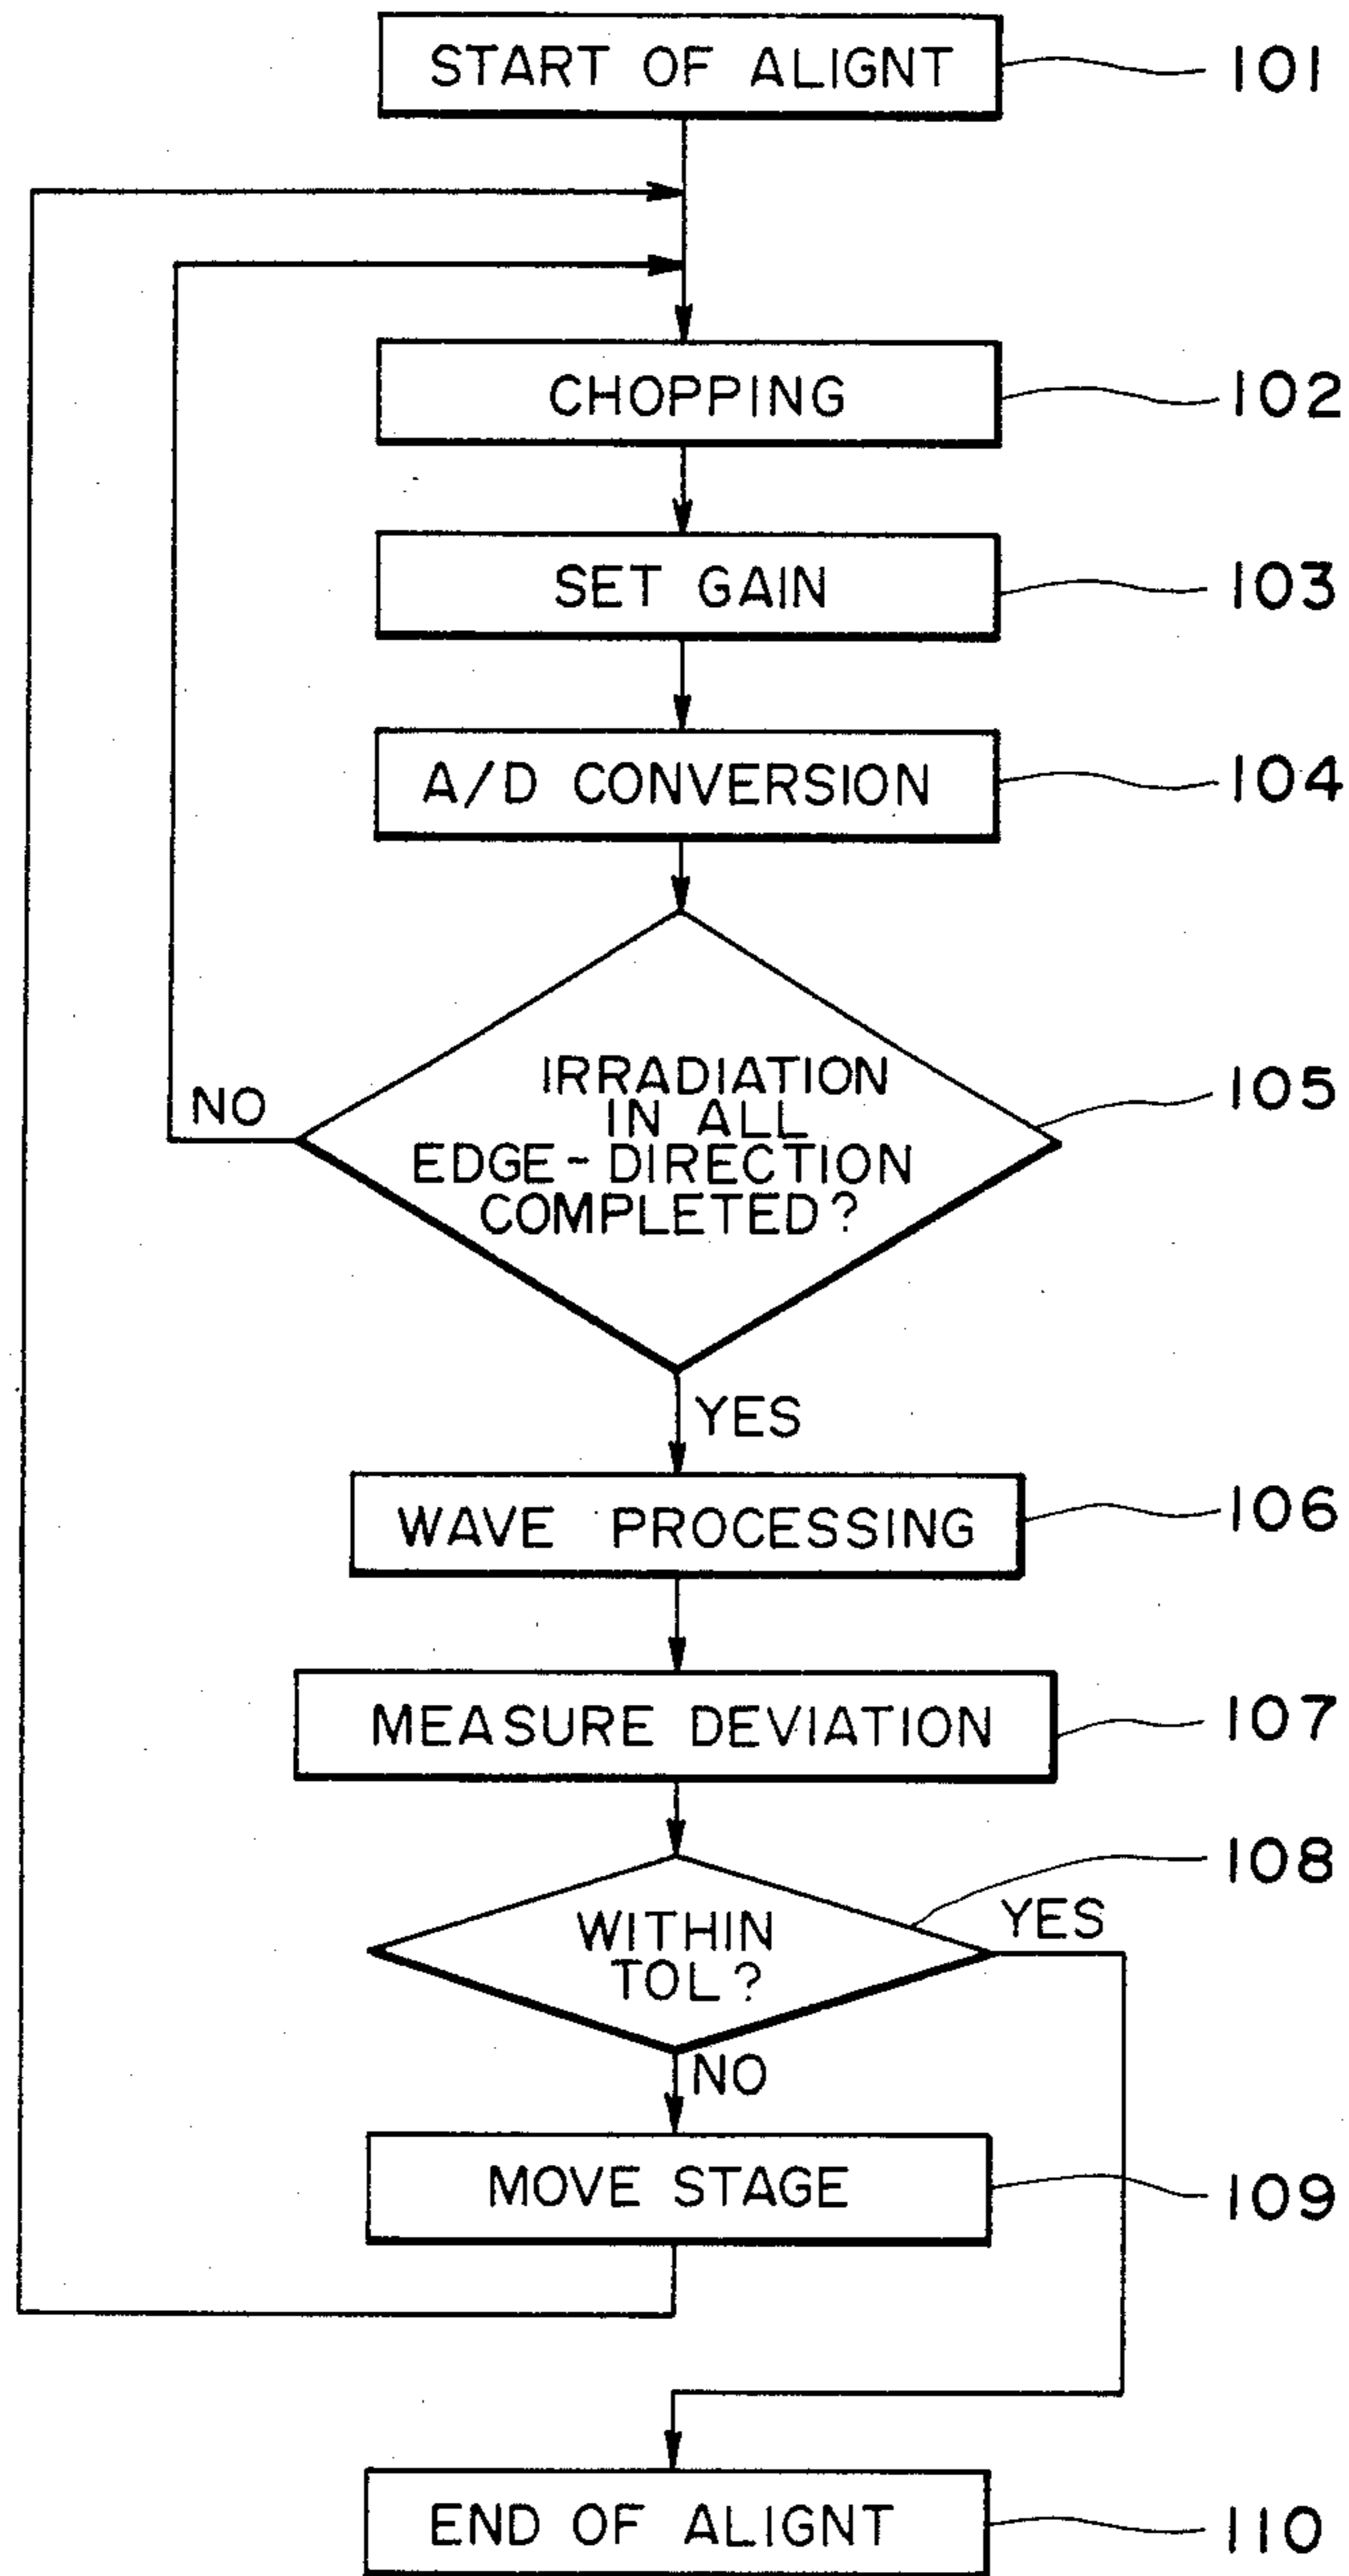 START OF ALIGNT
101
CHOPPING
102
SET GAIN
103
A/D CONVERSION
104
IRRADIATION
IN ALL
EDGE-DIRECTION
COMPLETED?
105
NO
YES
WAVE PROCESSING
106
MEASURE DEVIATION
107
108
WITHIN
TOL?
YES
NO
MOVE STAGE
109
END OF ALIGNT
110